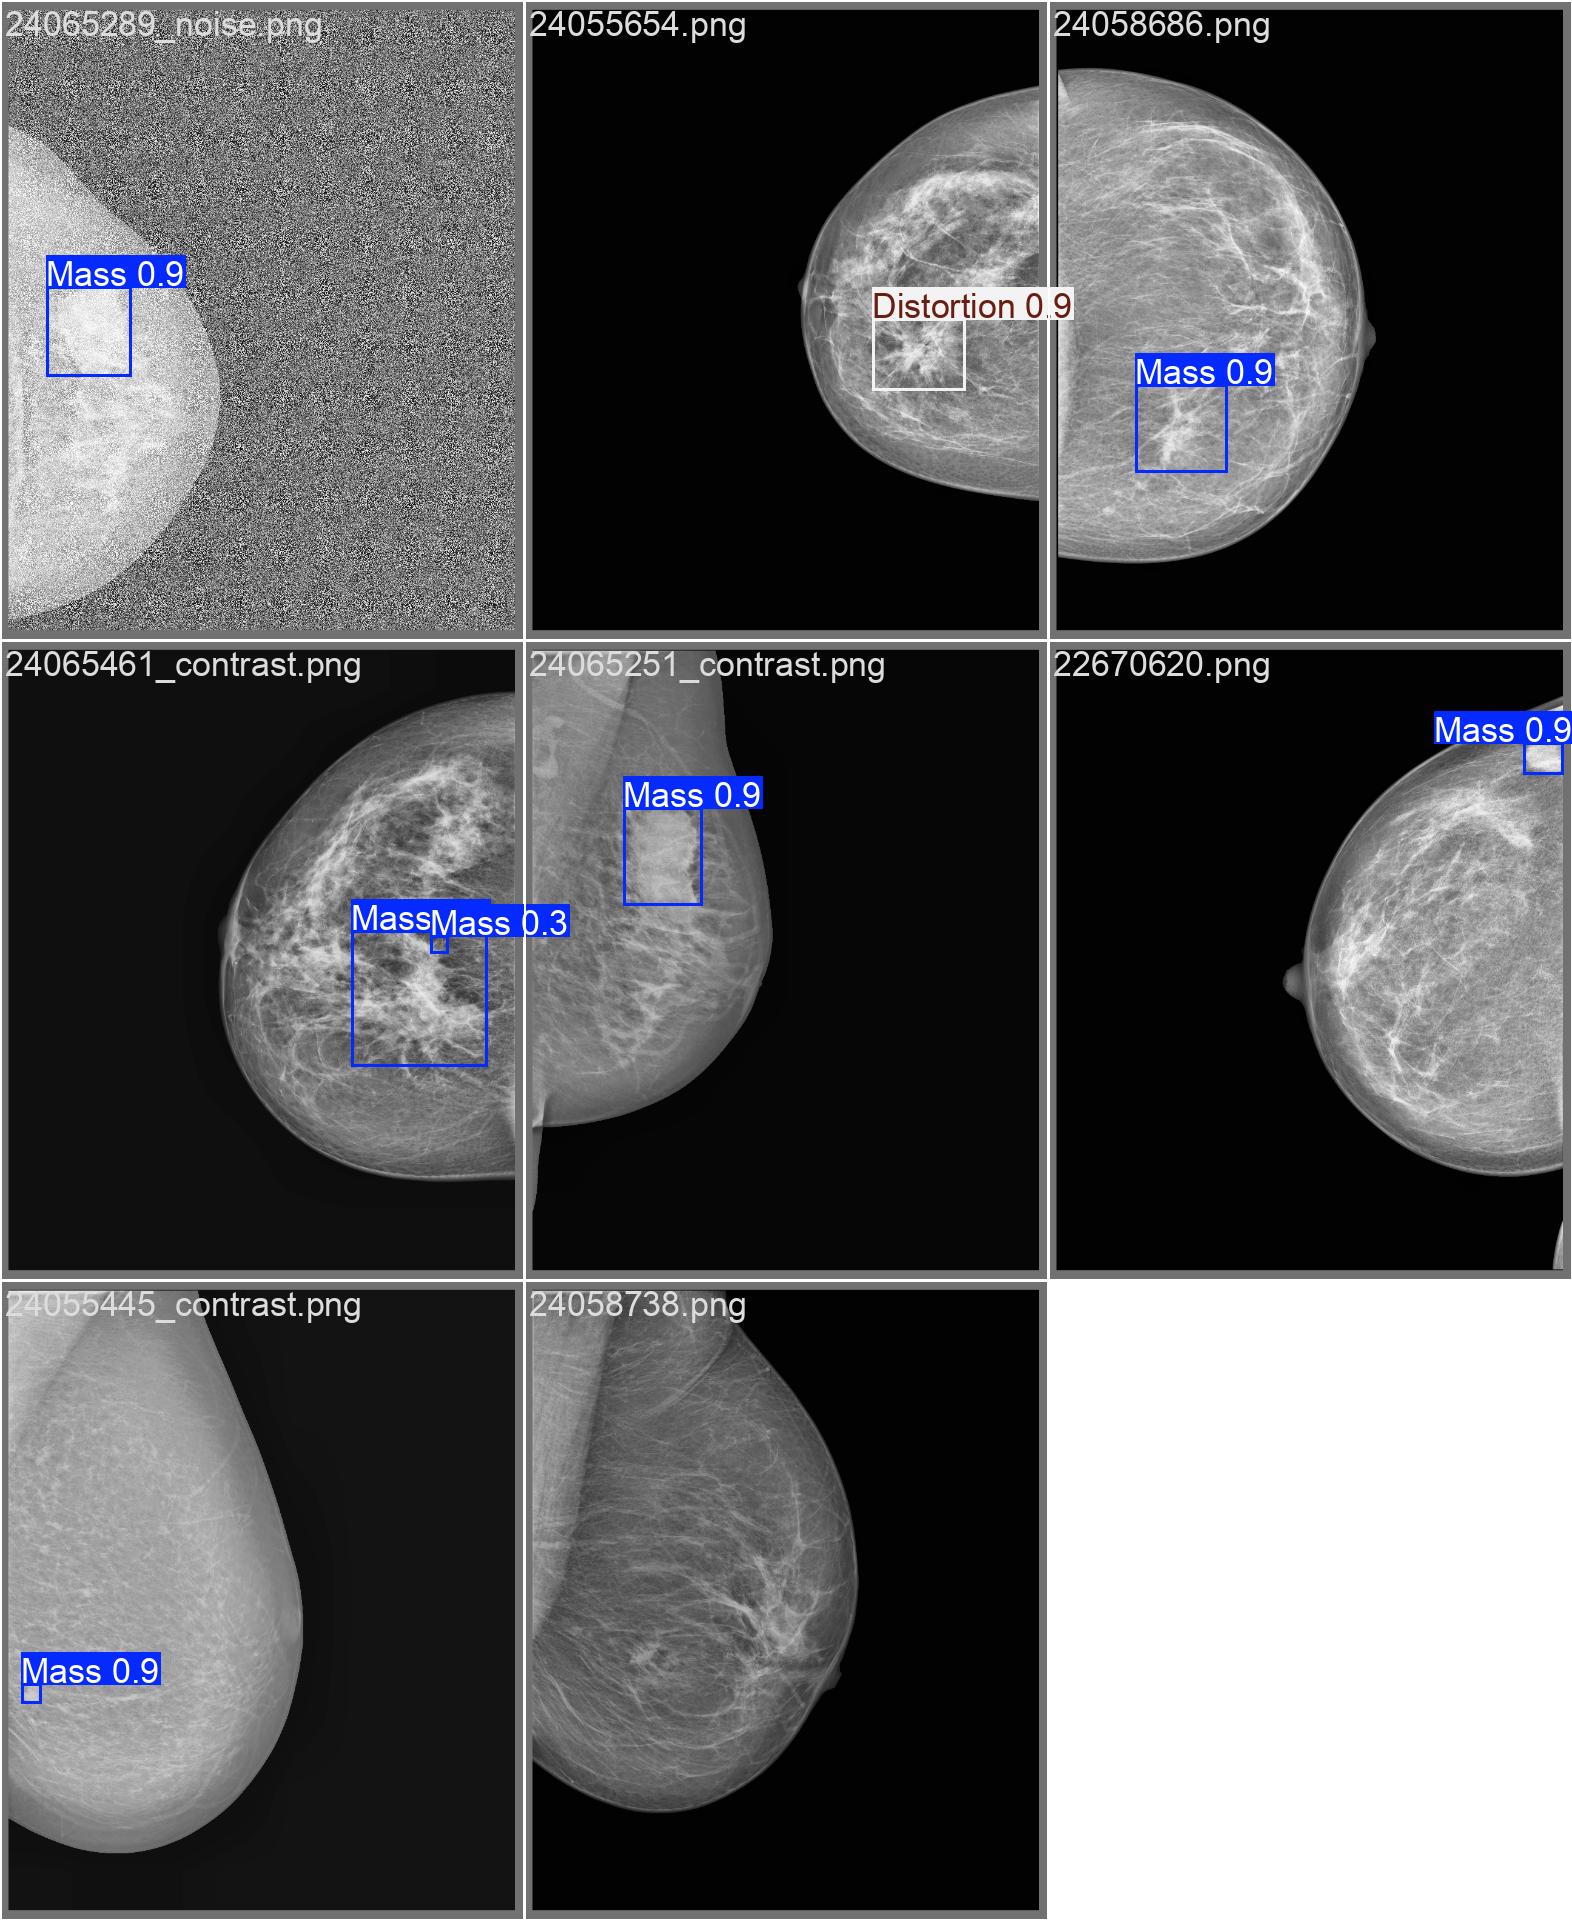 24065289_noise.png
Mass 0.9
24055654.png
Distortion 0.9
24058686.png
Mass 0.9
24065461_contrast.png
Mass
Mass 0.3
24065251_contrast.png
Mass 0.9
22670620.png
Mass 0.9
24055445_contrast.png
Mass 0.9
24058738.png